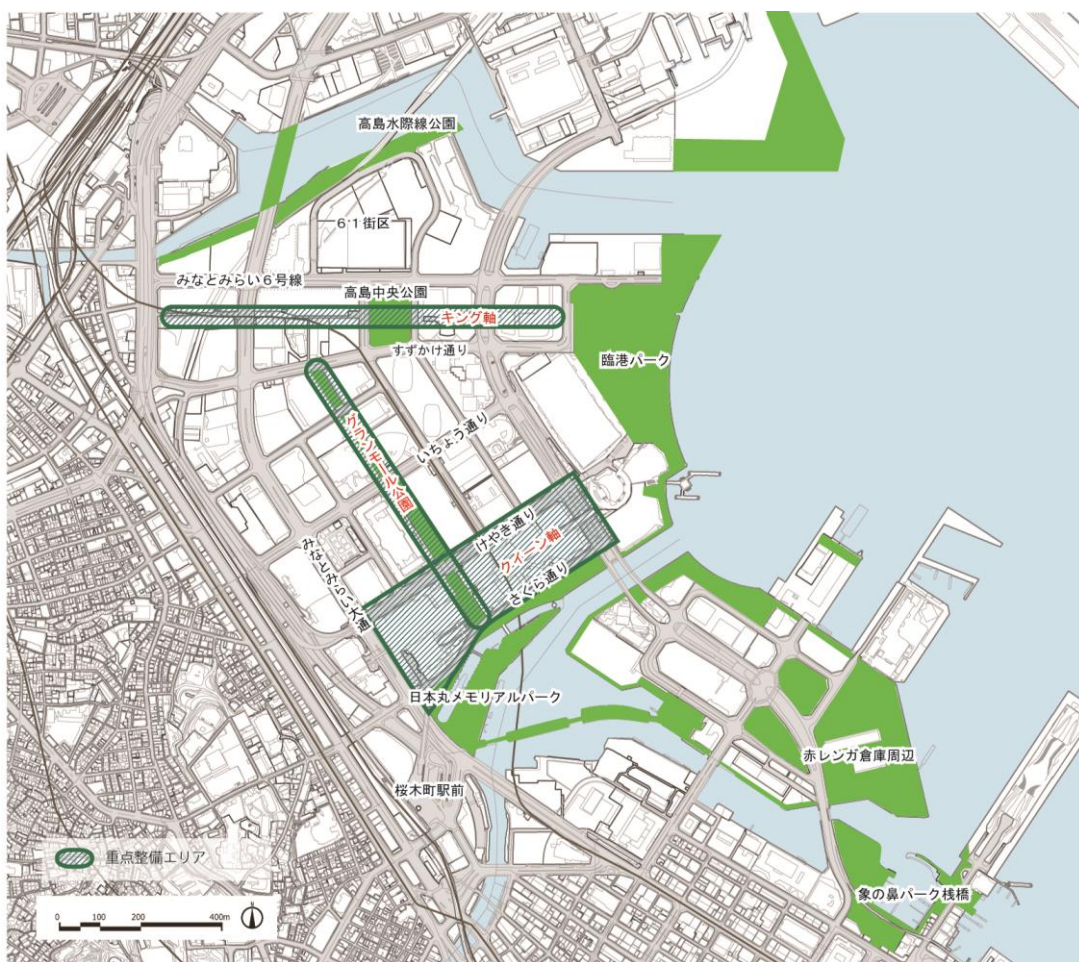 高島水際線公園
61街区
みなとみらい6号線
高島中央公園
キング軸
すずかけ通り
臨港パーク
グランモール公園
いちょう通り
けやき通り
クイーン軸
さくら通り
みなとみらい大通
日本丸メモリアルパーク
赤レンガ倉庫周辺
桜木町駅前
重点整備エリア
象の鼻パーク桟橋
0 100 200 400m